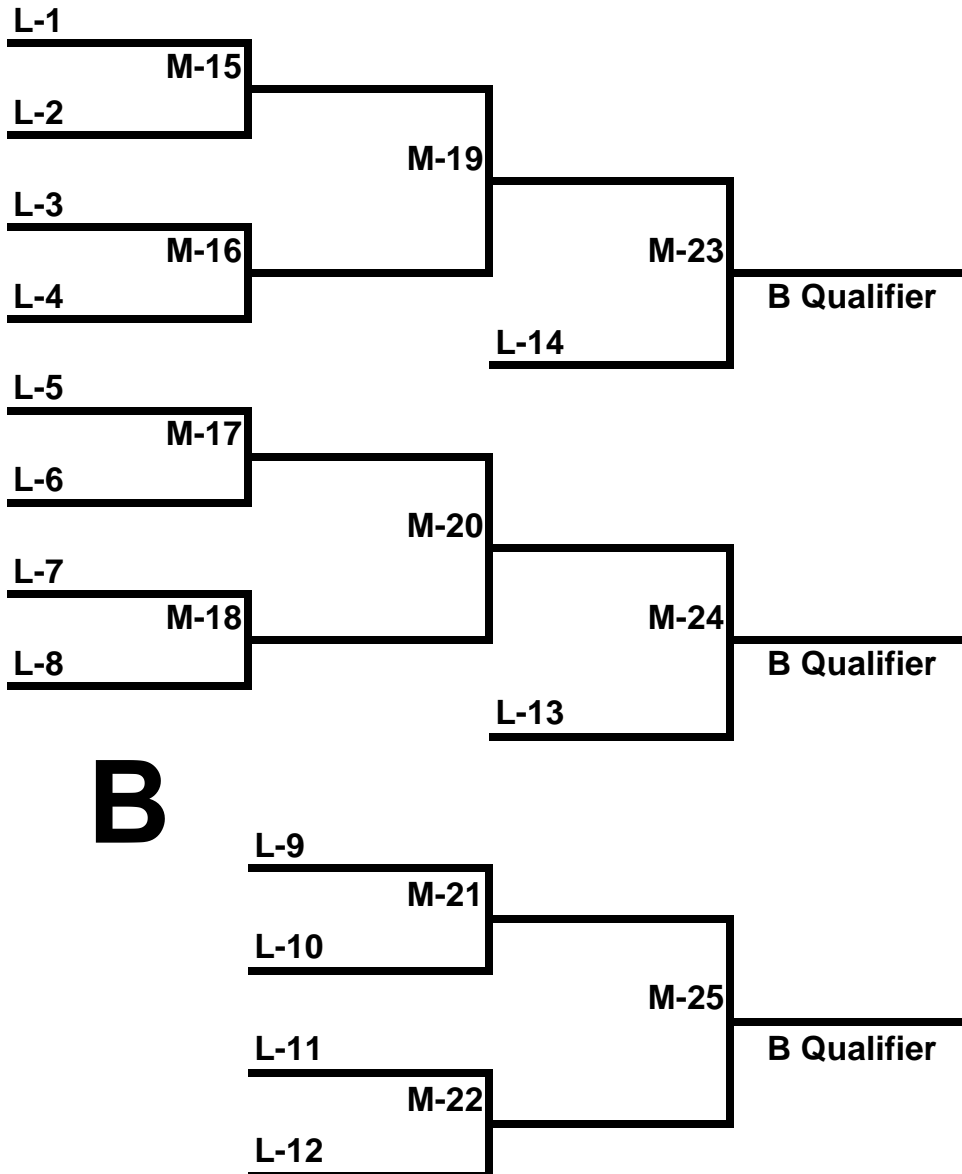 L-1
M-15
L-2
M-19
L-3
M-16
M-23
L-4
B Qualifier
L-14
L-5
M-17
L-6
M-20
L-7
M-18
M-24
L-8
B Qualifier
L-13
B
L-9
M-21
L-10
M-25
L-11
B Qualifier
M-22
L-12